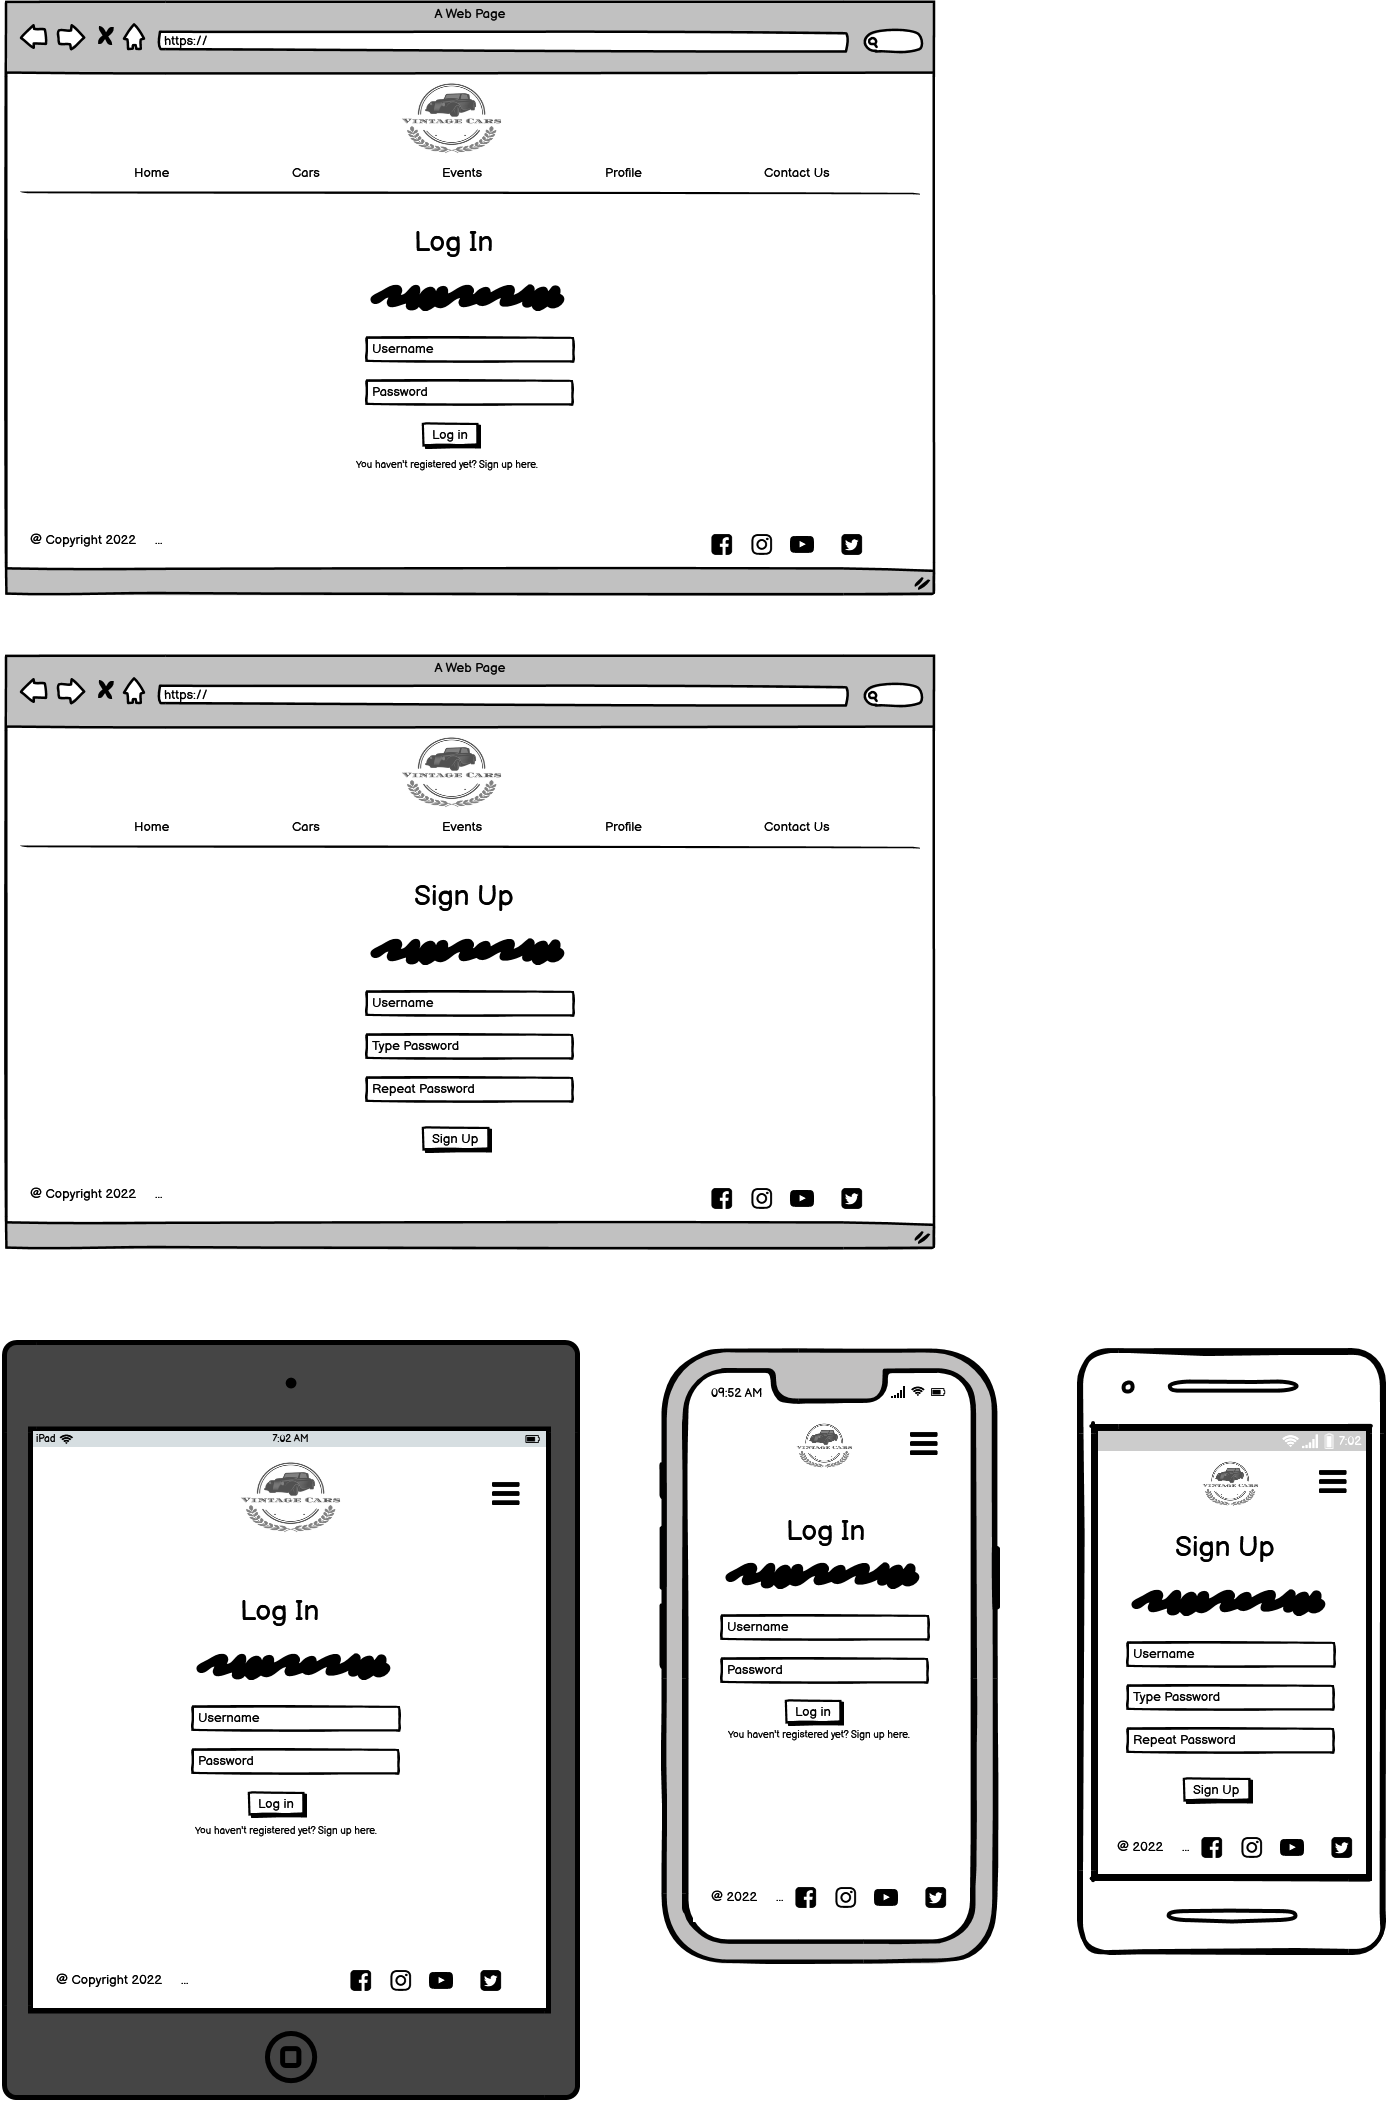 A Web Page
https://
VINTAGE CARS
Home Cars Events Profile Contact Us
Log In
Username
Password
Log in
You haven't registered yet? Sign up here.
@ Copyright 2022 ...
A Web Page
https://
VINTAGE CARS
Home Cars Events Profile Contact Us
Sign Up
Username
Type Password
Repeat Password
Sign Up
@ Copyright 2022 ...
iPad 7:02 AM
VINTAGE CARS
Log In
Username
Password
Log in
You haven't registered yet? Sign up here.
@ Copyright 2022 ...
09:52 AM
VINTAGE CARS
Log In
Username
Password
Log in
You haven't registered yet? Sign up here.
@ 2022 ...
7:02
VINTAGE CARS
Sign Up
Username
Type Password
Repeat Password
Sign Up
@ 2022 ...